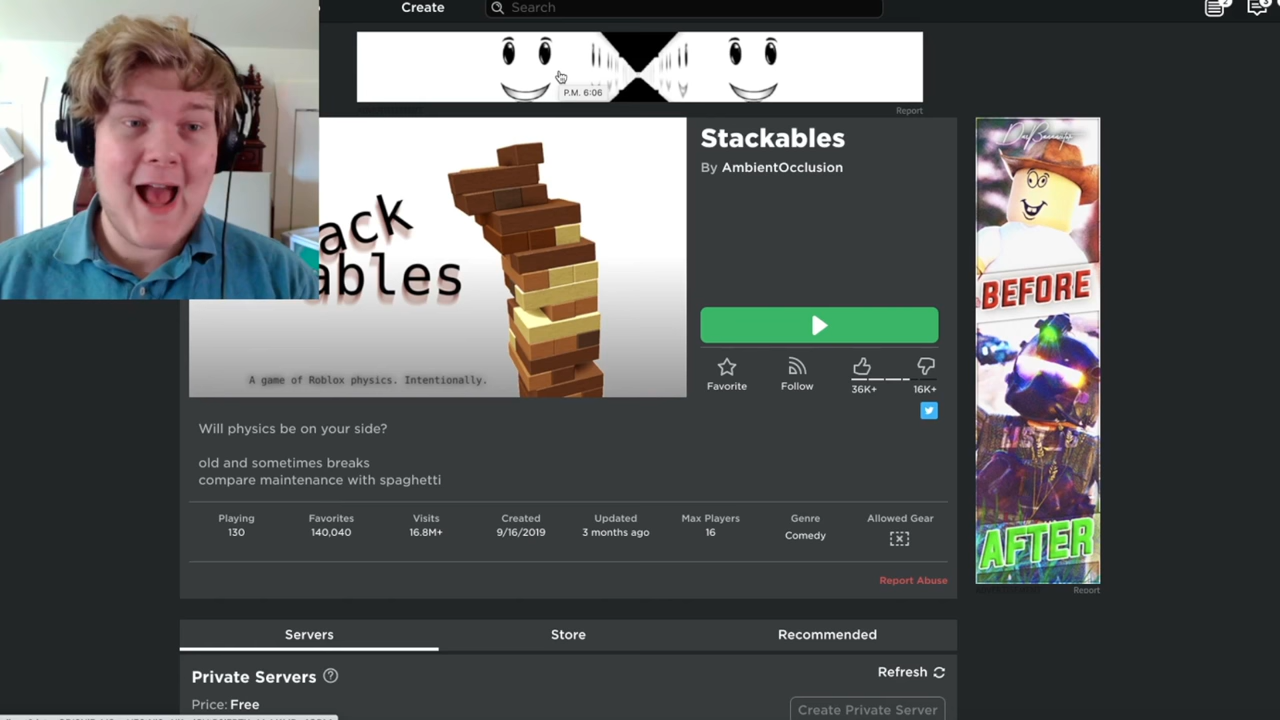 Create
Search
P.M. 6:06
Report
Stackables
By AmbientOcclusion
ack
ables
A game of Roblox physics. Intentionally.
BEFORE
AFTER
Favorite
Follow
36K+
16K+
Will physics be on your side?
old and sometimes breaks
compare maintenance with spaghetti
Playing
130
Favorites
140,040
Visits
16.8M+
Created
9/16/2019
Updated
3 months ago
Max Players
16
Genre
Comedy
Allowed Gear
Report Abuse
Report
Servers
Store
Recommended
Private Servers
Refresh
Price: Free
Create Private Server